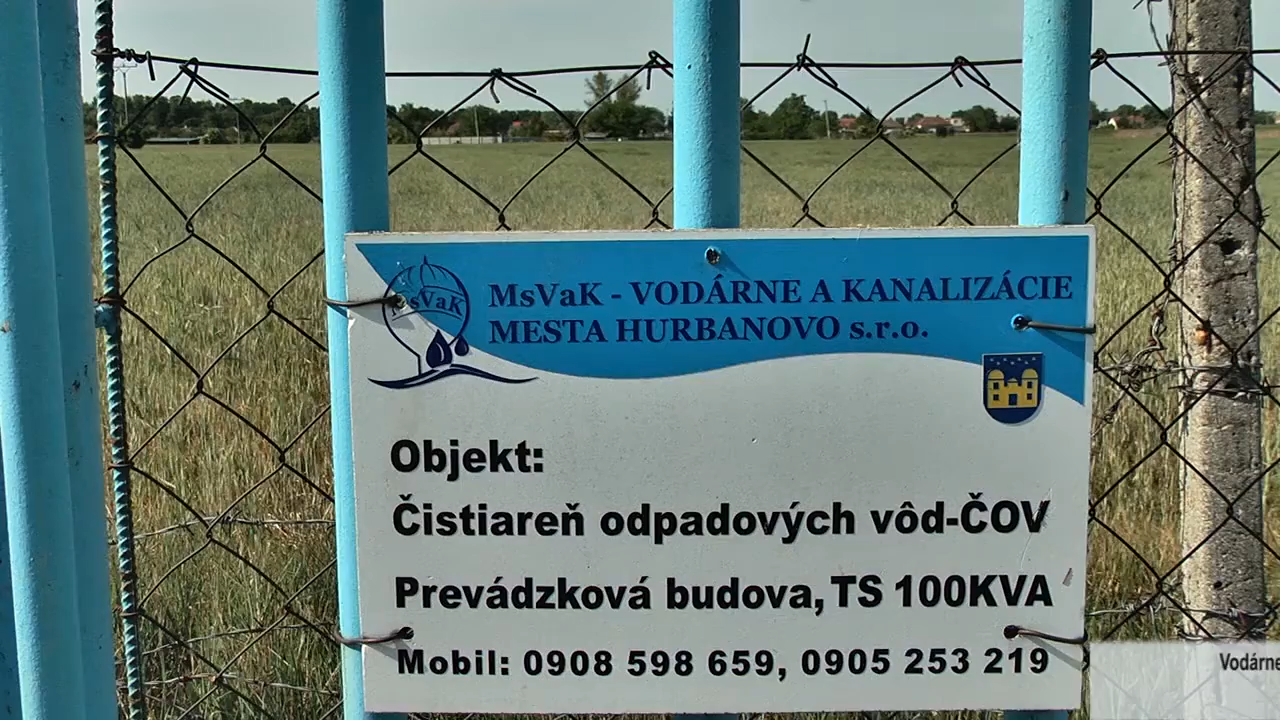 MsVaK
MsVaK - VODÁRNE A KANALIZÁCIE
MESTA HURBANOVO s.r.o.
Objekt:
Čistiareň odpadových vôd-ČOV
Prevádzková budova, TS 100KVA
Mobil: 0908 598 659, 0905 253 219
Vodárne